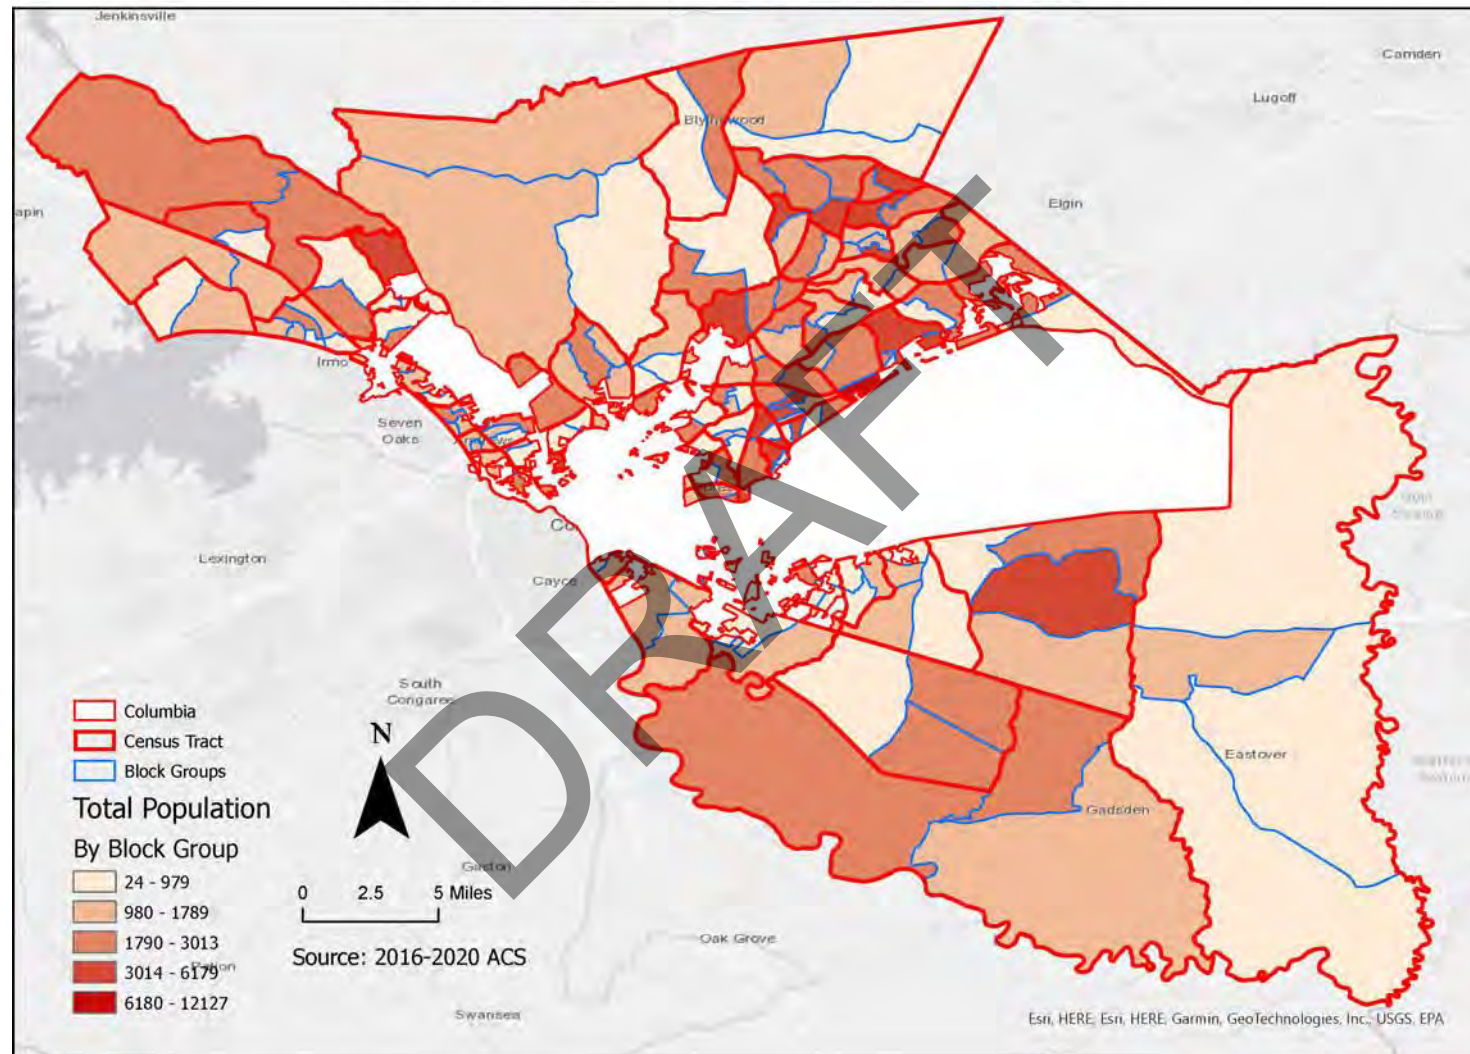 Jenkinsville
Camden
Lugoff
Blythewood
Elgin
apin
Irmo
Seven
Oaks
Lexington
Cayce
South
Congaree
Eastover
Gadsden
Gaston
Oak Grove
Swansea
DRAFT
Columbia
Census Tract
Block Groups
N
Total Population
By Block Group
24 - 979
980 - 1789
1790 - 3013
3014 - 6179
6180 - 12127
0 2.5 5 Miles
Source: 2016-2020 ACS
Esri, HERE, Esri, HERE, Garmin, GeoTechnologies, Inc., USGS, EPA